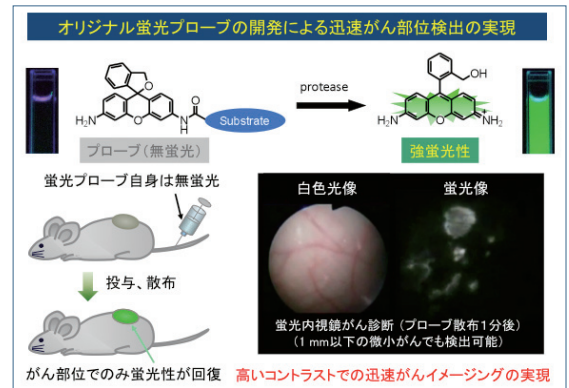 オリジナル蛍光プローブの開発による迅速がん部位検出の実現
O
H₂N
O
N
H
O
Substrate
protease
OH
H₂N
O
NH₂
+
プローブ(無蛍光)
強蛍光性
蛍光プローブ自身は無蛍光
投与、散布
がん部位でのみ蛍光性が回復
白色光像
蛍光像
蛍光内視鏡がん診断(プローブ散布1分後)
(1 mm以下の微小がんでも検出可能)
高いコントラストでの迅速がんイメージングの実現